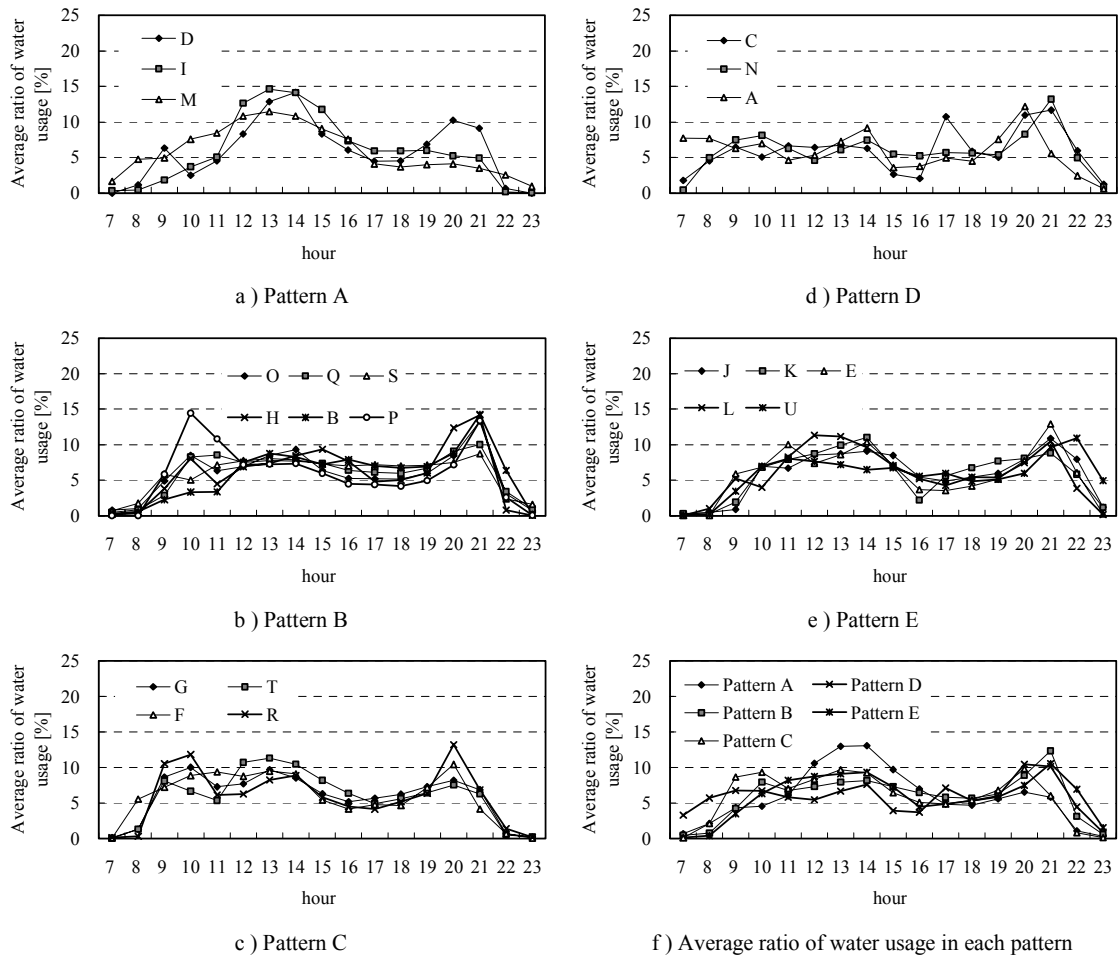 Average ratio of water
usage [%]
25
20
15
10
5
0
D
I
M
7 8 9 10 11 12 13 14 15 16 17 18 19 20 21 22 23
hour
a ) Pattern A
Average ratio of water
usage [%]
25
20
15
10
5
0
C
N
A
7 8 9 10 11 12 13 14 15 16 17 18 19 20 21 22 23
hour
d ) Pattern D
Average ratio of water
usage [%]
25
20
15
10
5
0
O Q S
H B P
7 8 9 10 11 12 13 14 15 16 17 18 19 20 21 22 23
hour
b ) Pattern B
Average ratio of water
usage [%]
25
20
15
10
5
0
J K E
L U
7 8 9 10 11 12 13 14 15 16 17 18 19 20 21 22 23
hour
e ) Pattern E
Average ratio of water
usage [%]
25
20
15
10
5
0
G T
F R
7 8 9 10 11 12 13 14 15 16 17 18 19 20 21 22 23
hour
c ) Pattern C
Average ratio of water
usage [%]
25
20
15
10
5
0
Pattern A Pattern D
Pattern B Pattern E
Pattern C
7 8 9 10 11 12 13 14 15 16 17 18 19 20 21 22 23
hour
f ) Average ratio of water usage in each pattern